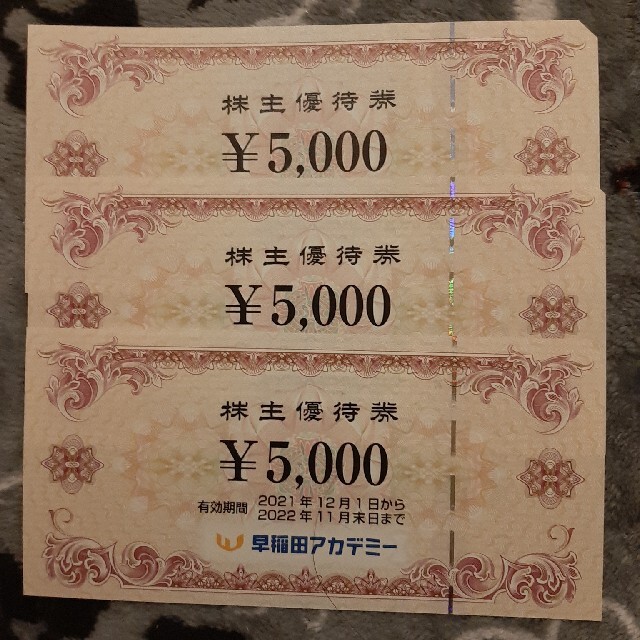 株主優待券
￥5,000
株主優待券
￥5,000
株主優待券
￥5,000
有効期間 2021年12月1日から
2022年11月末日まで
早稲田アカデミー